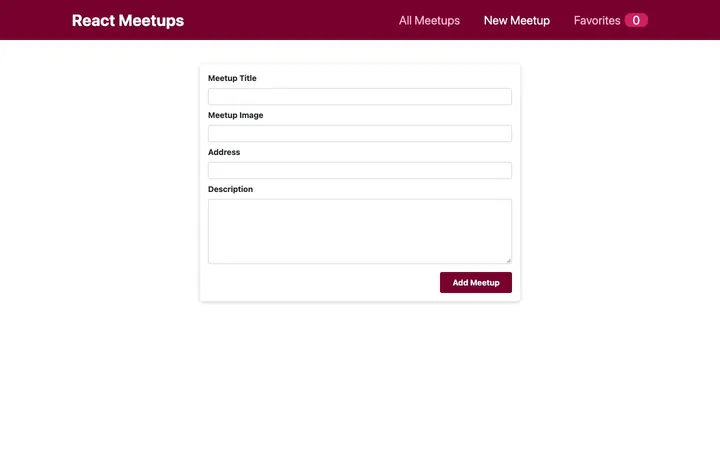 React Meetups All Meetups New Meetup Favorites 0
Meetup Title
Meetup Image
Address
Description
Add Meetup